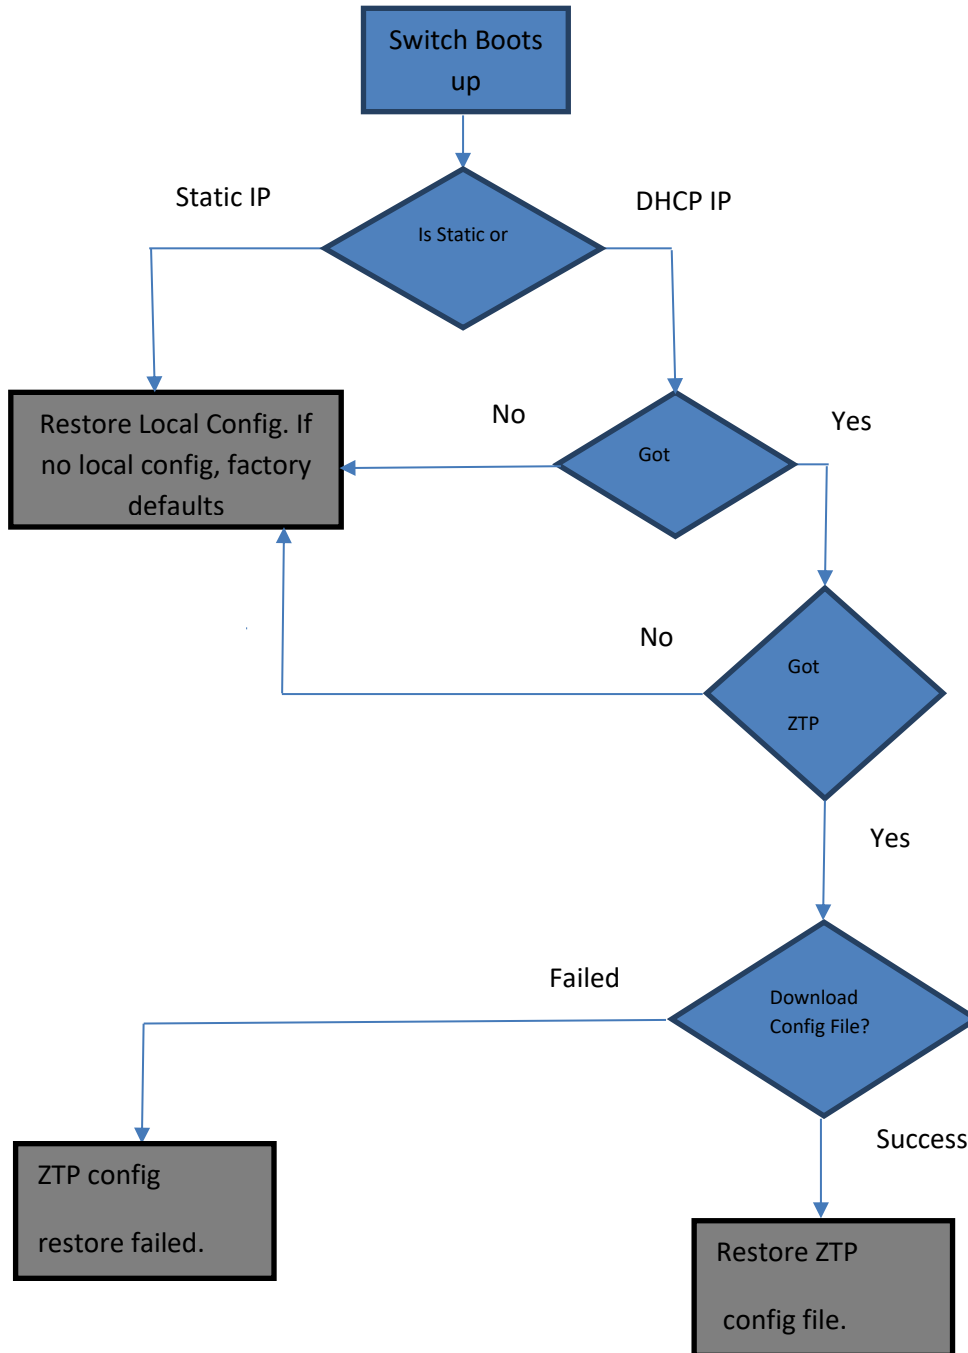 Switch Boots
up
Static IP
DHCP IP
Is Static or
No
Yes
Restore Local Config. If
no local config, factory
defaults
Got
No
Got
ZTP
Yes
Failed
Download
Config File?
Success
ZTP config
restore failed.
Restore ZTP
config file.